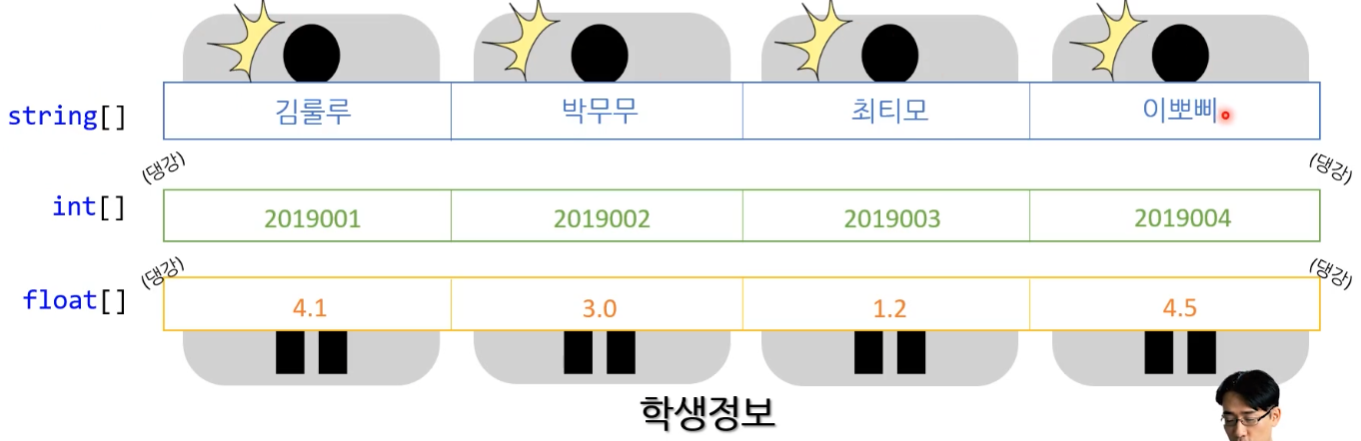 string[] 김룰루 박무무 최티모 이뽀삐
(댕강) (댕강)
int[] 2019001 2019002 2019003 2019004
(댕강) (댕강)
float[] 4.1 3.0 1.2 4.5
학생정보